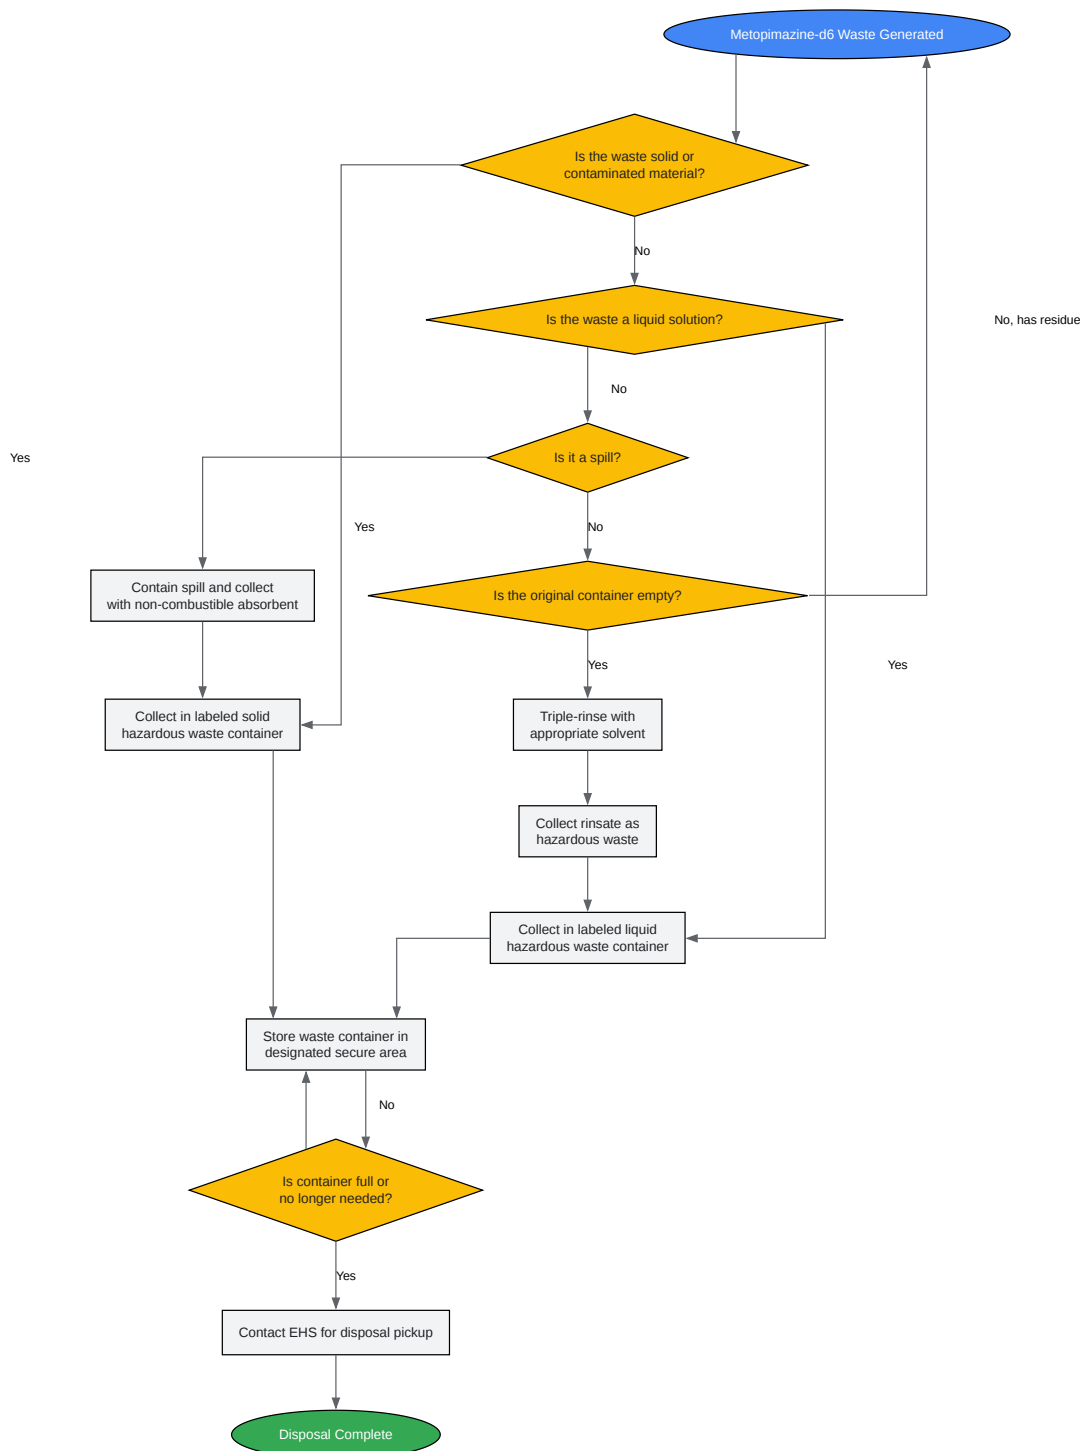 Metopimazine-d6 Waste Generated
Is the waste solid or
contaminated material?
No
Is the waste a liquid solution?
No, has residue
No
Yes
Is it a spill?
Yes
No
Contain spill and collect
with non-combustible absorbent
Is the original container empty?
Yes
Yes
Collect in labeled solid
hazardous waste container
Triple-rinse with
appropriate solvent
Collect rinsate as
hazardous waste
Collect in labeled liquid
hazardous waste container
Store waste container in
designated secure area
No
Is container full or
no longer needed?
Yes
Contact EHS for disposal pickup
Disposal Complete